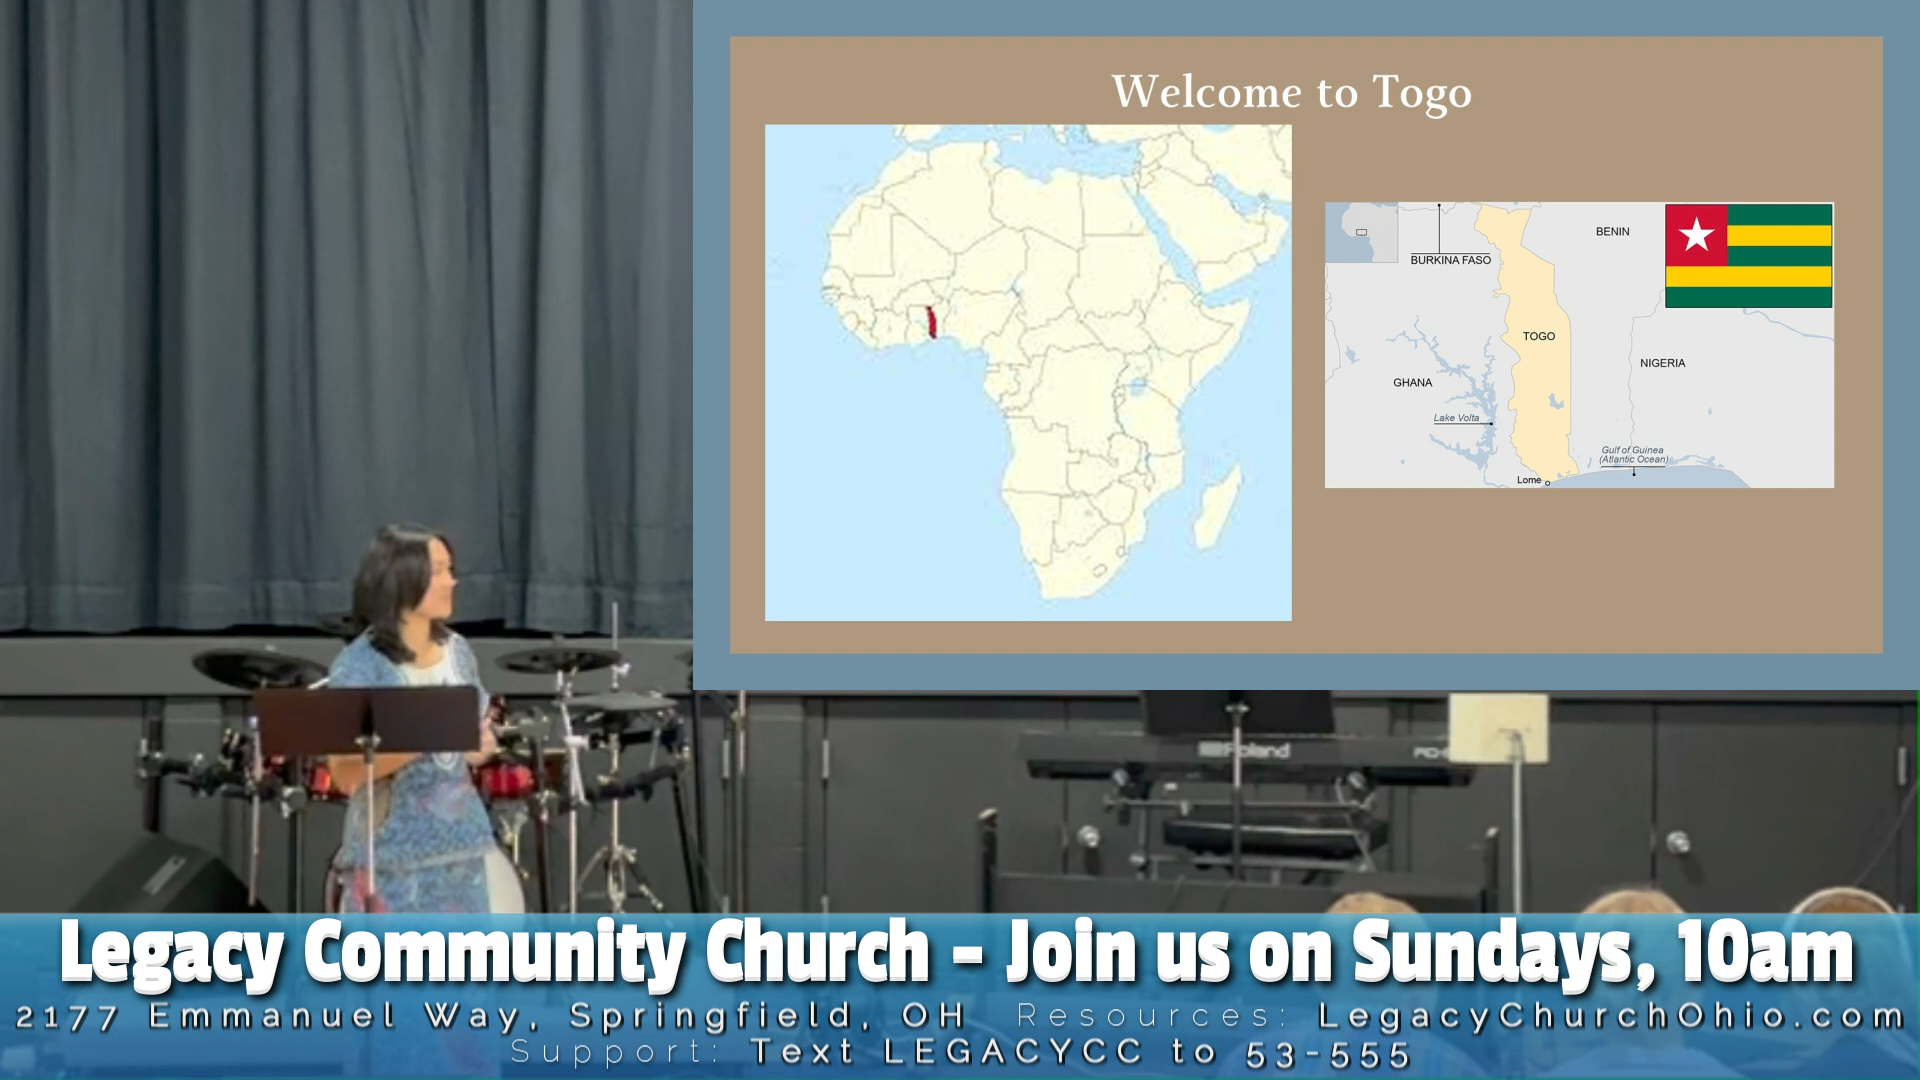 Welcome to Togo
BENIN
BURKINA FASO
TOGO
NIGERIA
GHANA
Lake Volta
Gulf of Guinea
(Atlantic Ocean)
Lome
Roland
Legacy Community Church - Join us on Sundays, 10am
2177 Emmanuel Way, Springfield, OH Resources: LegacyChurchOhio.com
Support: Text LEGACYCC to 53-555